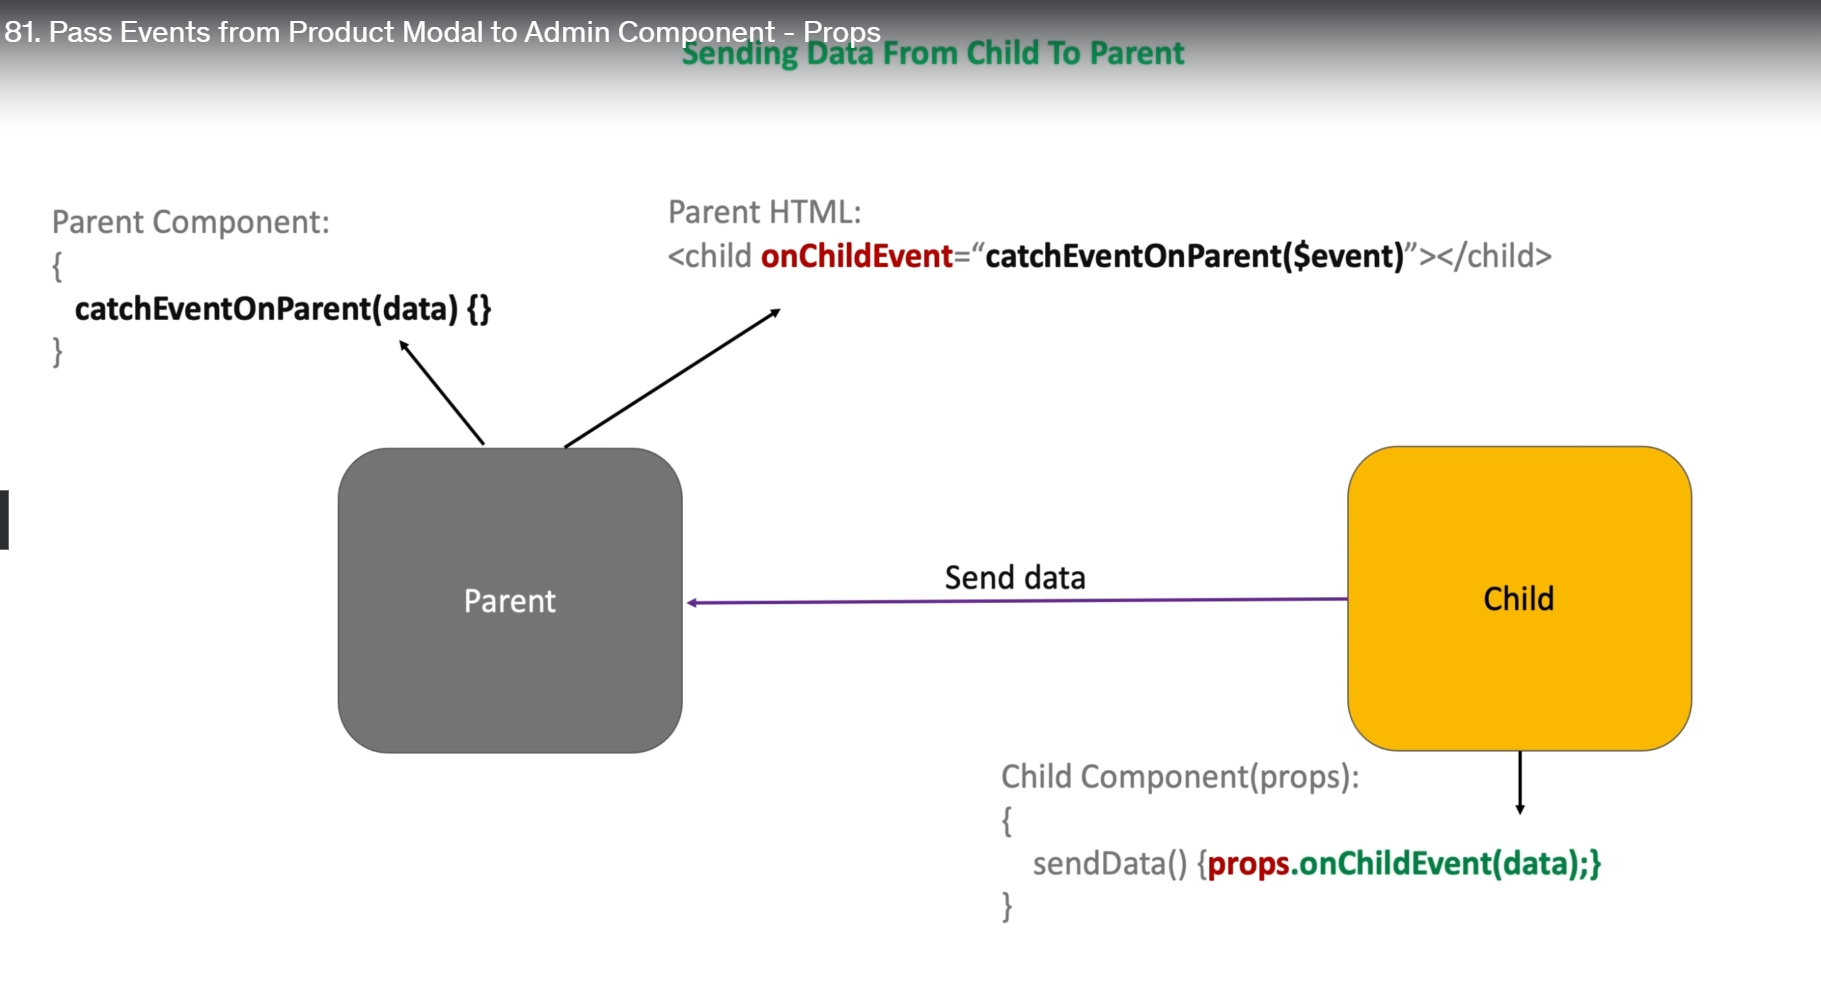 81. Pass Events from Product Modal to Admin Component - Props
Sending Data From Child To Parent
Parent Component:
{
catchEventOnParent(data) {}
}
Parent HTML:
<child onChildEvent=“catchEventOnParent($event)”></child>
Parent
Send data
Child
Child Component(props):
{
sendData() {props.onChildEvent(data);}
}